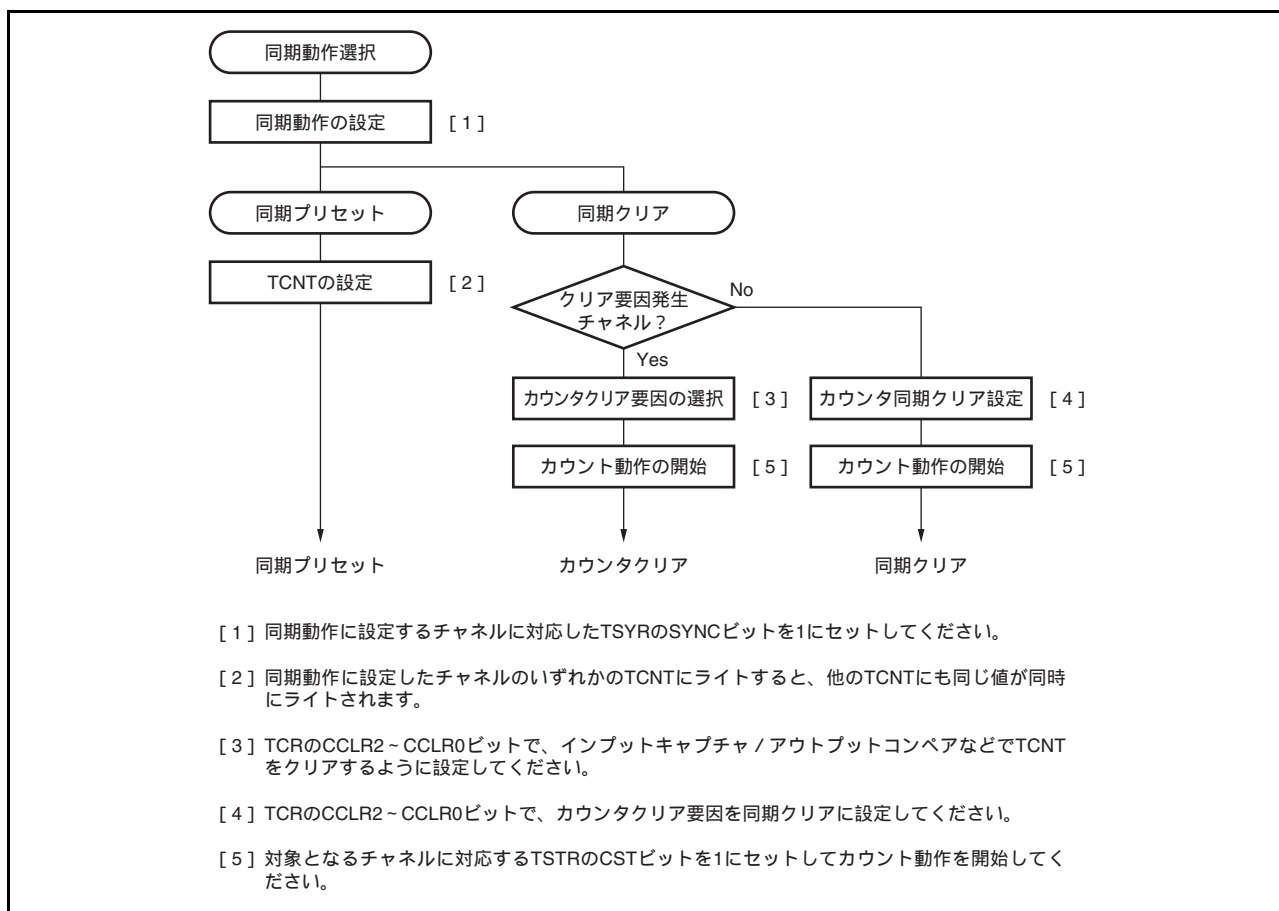 同期動作選択
同期動作の設定 [ 1 ]
同期プリセット 同期クリア
TCNTの設定 [ 2 ]
クリア要因発生
チャネル？
No
Yes
カウンタクリア要因の選択 [ 3 ] カウンタ同期クリア設定 [ 4 ]
カウント動作の開始 [ 5 ] カウント動作の開始 [ 5 ]
同期プリセット カウンタクリア 同期クリア
[ 1 ] 同期動作に設定するチャネルに対応したTSYRのSYNCビットを1にセットしてください。
[ 2 ] 同期動作に設定したチャネルのいずれかのTCNTにライトすると、他のTCNTにも同じ値が同時
にライトされます。
[ 3 ] TCRのCCLR2～CCLR0ビットで、インプットキャプチャ / アウトプットコンペアなどでTCNT
をクリアするように設定してください。
[ 4 ] TCRのCCLR2～CCLR0ビットで、カウンタクリア要因を同期クリアに設定してください。
[ 5 ] 対象となるチャネルに対応するTSTRのCSTビットを1にセットしてカウント動作を開始してく
ださい。